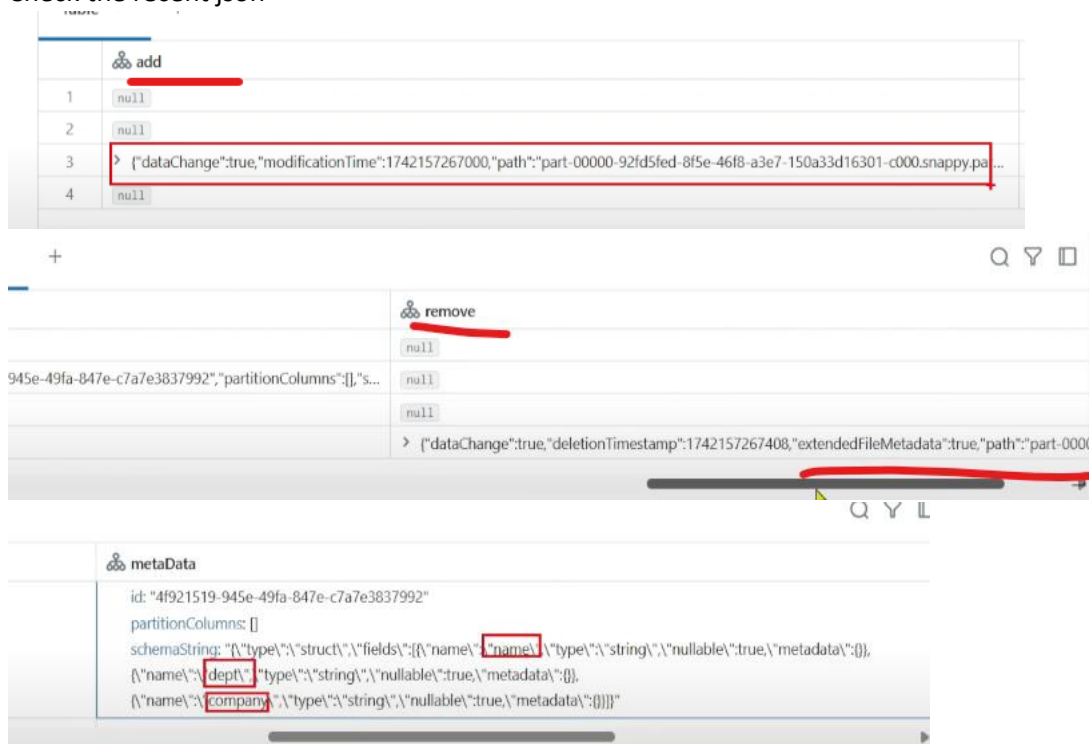 check the recent json
Table
add
1 null
2 null
3 > {"dataChange":true,"modificationTime":1742157267000,"path":"part-00000-92fd5fed-8f5e-46f8-a3e7-150a33d16301-c000.snappy.pa...
4 null
+
remove
null
945e-49fa-847e-c7a7e3837992","partitionColumns":[],"s... null
null
> {"dataChange":true,"deletionTimestamp":1742157267408,"extendedFileMetadata":true,"path":"part-0000
metaData
id: "4f921519-945e-49fa-847e-c7a7e3837992"
partitionColumns: []
schemaString: "{\"type\":\"struct\",\"fields\":[{\"name\":\"name\",\"type\":\"string\",\"nullable\":true,\"metadata\":{}},
{\"name\":\"dept\",\"type\":\"string\",\"nullable\":true,\"metadata\":{}},
{\"name\":\"company\",\"type\":\"string\",\"nullable\":true,\"metadata\":{}}]}"